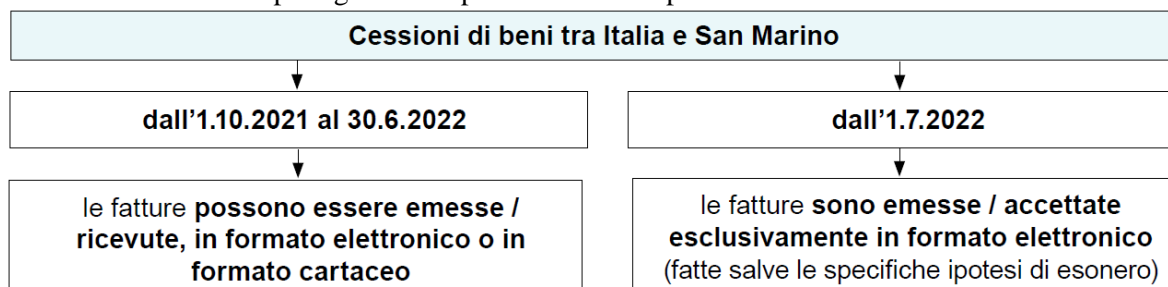 Cessioni di beni tra Italia e San Marino
dall'1.10.2021 al 30.6.2022
dall'1.7.2022
le fatture possono essere emesse /
ricevute, in formato elettronico o in
formato cartaceo
le fatture sono emesse / accettate
esclusivamente in formato elettronico
(fatte salve le specifiche ipotesi di esonero)